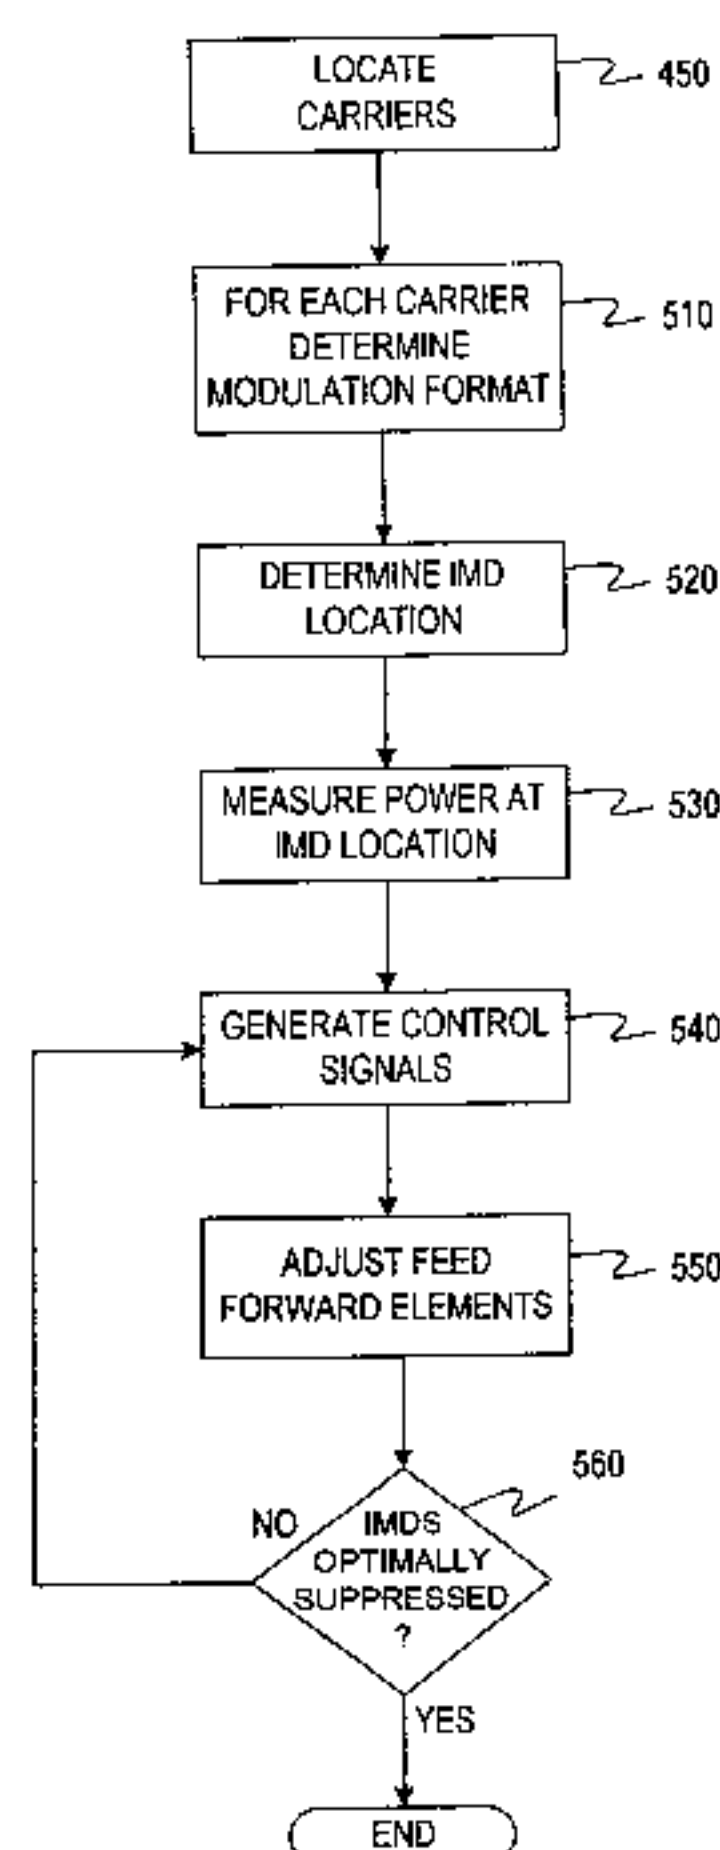 LOCATE
CARRIERS
450
FOR EACH CARRIER
DETERMINE
MODULATION FORMAT
510
DETERMINE IMD
LOCATION
520
MEASURE POWER AT
IMD LOCATION
530
GENERATE CONTROL
SIGNALS
540
ADJUST FEED
FORWARD ELEMENTS
550
560
NO
IMDS
OPTIMALLY
SUPPRESSED
?
YES
END